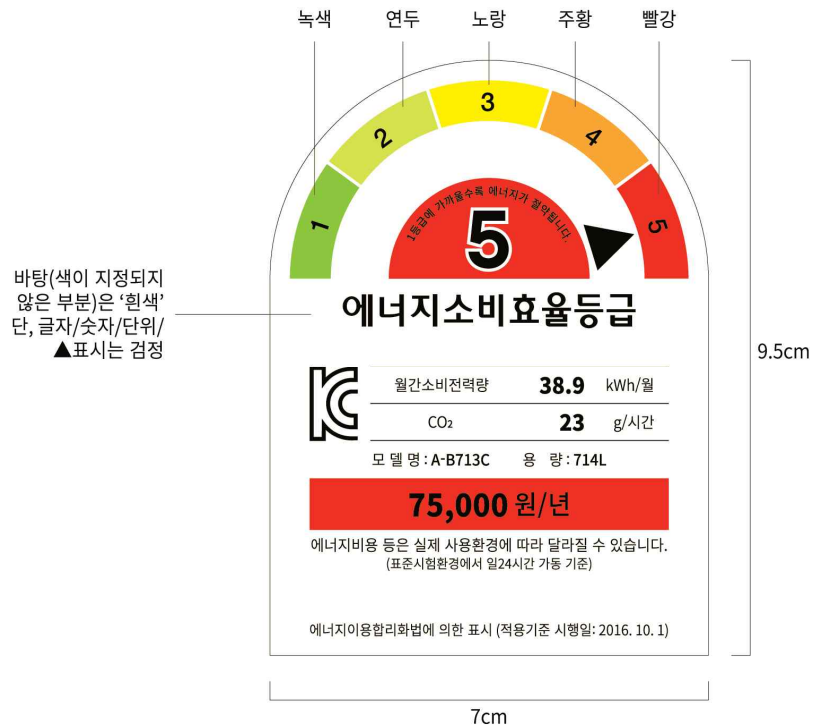 녹색 연두 노랑 주황 빨강
1 2 3 4 5
1등급에 가까울수록 에너지가 절약됩니다.
5
바탕(색이 지정되지
않은 부분)은 ‘흰색’
단, 글자/숫자/단위/
▲표시는 검정
에너지소비효율등급
월간소비전력량 38.9 kWh/월
CO₂ 23 g/시간
모 델 명 : A-B713C 용 량 : 714L
75,000 원/년
에너지비용 등은 실제 사용환경에 따라 달라질 수 있습니다.
(표준시험환경에서 일24시간 가동 기준)
에너지이용합리화법에 의한 표시 (적용기준 시행일: 2016. 10. 1)
9.5cm
7cm